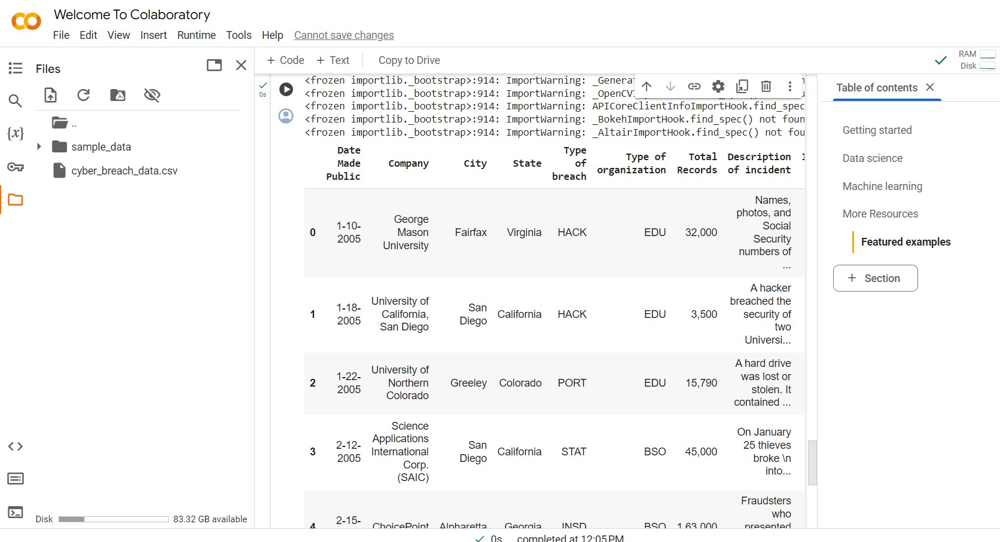 Welcome To Colaboratory
File Edit View Insert Runtime Tools Help Cannot save changes
Files
..
sample_data
cyber_breach_data.csv
Disk 83.32 GB available
+ Code + Text Copy to Drive
RAM
Disk
0s
<frozen importlib._bootstrap>:914: ImportWarning: _Genera
<frozen importlib._bootstrap>:914: ImportWarning: _OpenCV
<frozen importlib._bootstrap>:914: ImportWarning: APICoreClientInfoImportHook.find_spec
<frozen importlib._bootstrap>:914: ImportWarning: _BokehImportHook.find_spec() not foun
<frozen importlib._bootstrap>:914: ImportWarning: _AltairImportHook.find_spec() not fou
Date
Made
Public
Company
City
State
Type
of
breach
Type of
organization
Total
Records
Description
of incident
0
1-10-
2005
George
Mason
University
Fairfax
Virginia
HACK
EDU
32,000
Names,
photos, and
Social
Security
numbers of
...
1
1-18-
2005
University of
California,
San Diego
San
Diego
California
HACK
EDU
3,500
A hacker
breached the
security of
two
Universi...
2
1-22-
2005
University of
Northern
Colorado
Greeley
Colorado
PORT
EDU
15,790
A hard drive
was lost or
stolen. It
contained ...
3
2-12-
2005
Science
Applications
International
Corp.
(SAIC)
San
Diego
California
STAT
BSO
45,000
On January
25 thieves
broke \n
into...
4
2-15-
ChoicePoint
Alpharetta
Georgia
INSD
BSO
1,63,000
Fraudsters
who
presented
Table of contents
Getting started
Data science
Machine learning
More Resources
Featured examples
+ Section
0s completed at 12:05 PM